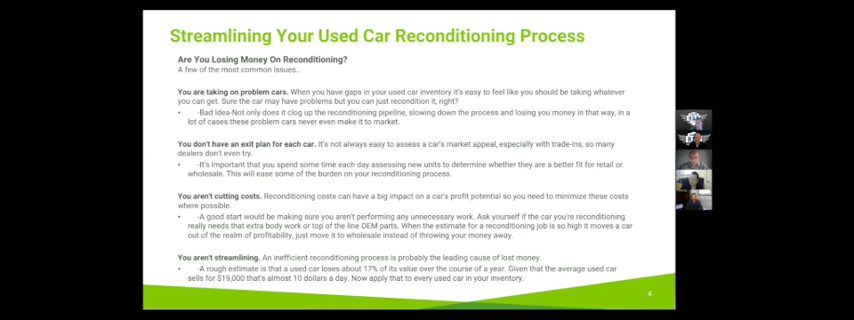 Streamlining Your Used Car Reconditioning Process
Are You Losing Money On Reconditioning?
A few of the most common issues...
You are taking on problem cars. When you have gaps in your used car inventory it's easy to feel like you should be taking whatever
you can get. Sure the car may have problems but you can just recondition it, right?
• -Bad Idea-Not only does it clog up the reconditioning pipeline, slowing down the process and losing you money in that way, in a
lot of cases these problem cars never even make it to market.
You don't have an exit plan for each car. It's not always easy to assess a car's market appeal, especially with trade-ins, so many
dealers don't even try.
• -It's important that you spend some time each day assessing new units to determine whether they are a better fit for retail or
wholesale. This will ease some of the burden on your reconditioning process.
You aren't cutting costs. Reconditioning costs can have a big impact on a car's profit potential so you need to minimize these costs
where possible.
• -A good start would be making sure you aren't performing any unnecessary work. Ask yourself if the car you're reconditioning
really needs that extra body work or top of the line OEM parts. When the estimate for a reconditioning job is so high it moves a
car out of the realm of profitability, just move it to wholesale instead of throwing your money away.
You aren't streamlining. An inefficient reconditioning process is probably the leading cause of lost money.
• -A rough estimate is that a used car loses about 17% of its value over the course of a year. Given that the average used car
sells for $19,000 that's almost 10 dollars a day. Now apply that to every used car in your inventory.
4